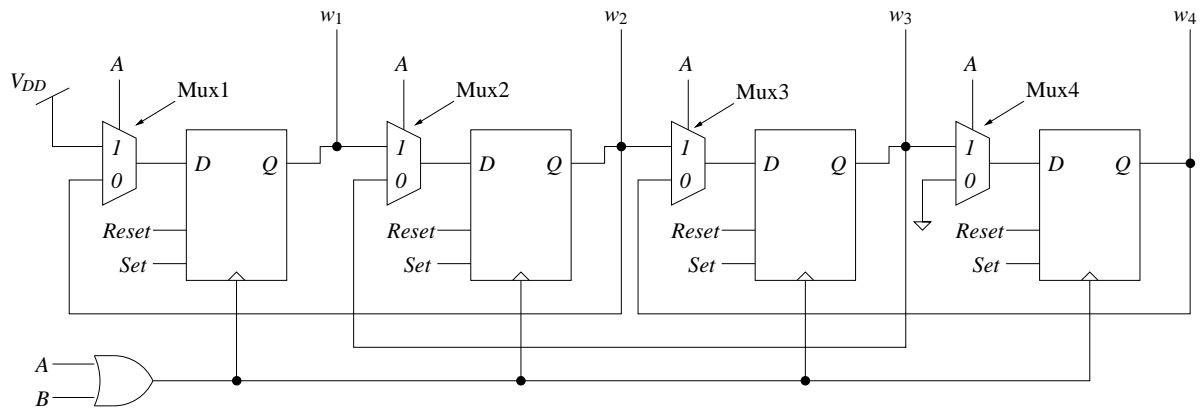 w1 w2 w3 w4
A A A A
VDD Mux1 Mux2 Mux3 Mux4
1 1 1 1
D Q D Q D Q D Q
0 0 0 0
Reset Reset Reset Reset
Set Set Set Set
A
B